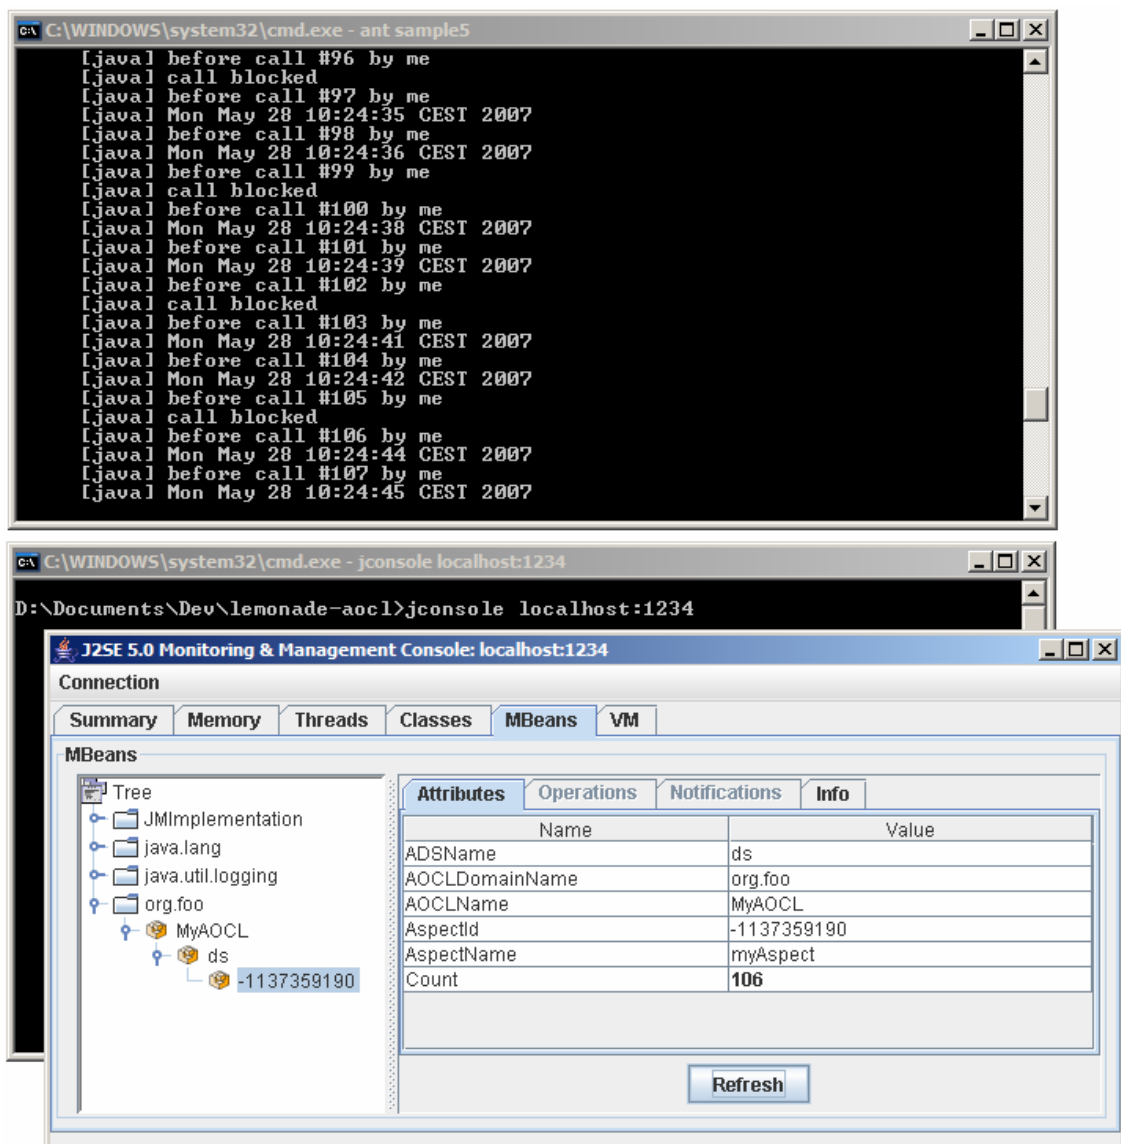 C:\WINDOWS\system32\cmd.exe - ant sample5
[java] before call #96 by me
[java] call blocked
[java] before call #97 by me
[java] Mon May 28 10:24:35 CEST 2007
[java] before call #98 by me
[java] Mon May 28 10:24:36 CEST 2007
[java] before call #99 by me
[java] call blocked
[java] before call #100 by me
[java] Mon May 28 10:24:38 CEST 2007
[java] before call #101 by me
[java] Mon May 28 10:24:39 CEST 2007
[java] before call #102 by me
[java] call blocked
[java] before call #103 by me
[java] Mon May 28 10:24:41 CEST 2007
[java] before call #104 by me
[java] Mon May 28 10:24:42 CEST 2007
[java] before call #105 by me
[java] call blocked
[java] before call #106 by me
[java] Mon May 28 10:24:44 CEST 2007
[java] before call #107 by me
[java] Mon May 28 10:24:45 CEST 2007
C:\WINDOWS\system32\cmd.exe - jconsole localhost:1234
D:\Documents\Dev\lemonade-aocl>jconsole localhost:1234
J2SE 5.0 Monitoring & Management Console: localhost:1234
Connection
Summary Memory Threads Classes MBeans VM
MBeans
Tree
JMImplementation
java.lang
java.util.logging
org.foo
MyAOCL
ds
-1137359190
Attributes Operations Notifications Info
Name Value
ADSName ds
AOCLDomainName org.foo
AOCLName MyAOCL
AspectId -1137359190
AspectName myAspect
Count 106
Refresh